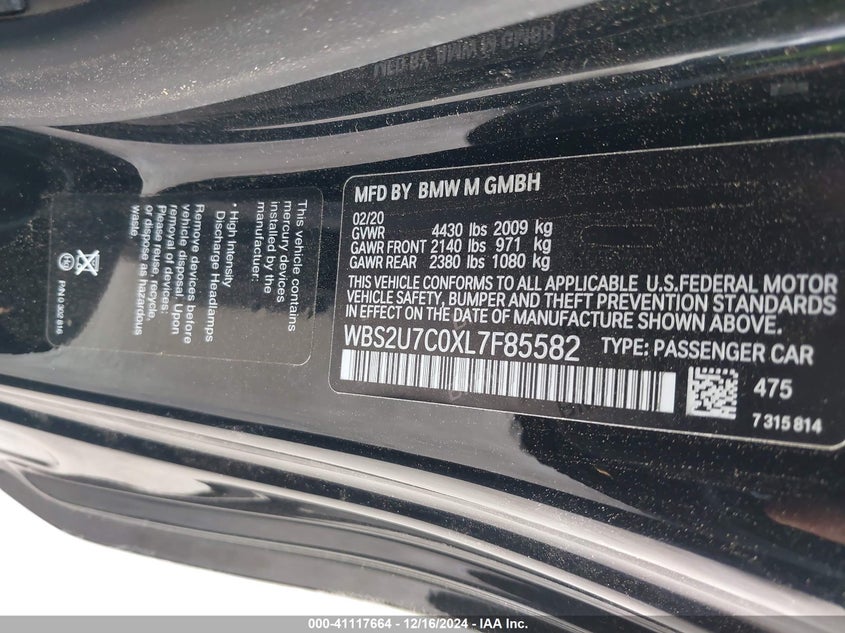 MFD BY BMW M GMBH
02/20
GVWR 4430 lbs 2009 kg
GAWR FRONT 2140 lbs 971 kg
GAWR REAR 2380 lbs 1080 kg
THIS VEHICLE CONFORMS TO ALL APPLICABLE U.S.FEDERAL MOTOR
VEHICLE SAFETY, BUMPER AND THEFT PREVENTION STANDARDS
IN EFFECT ON THE DATE OF MANUFACTURE SHOWN ABOVE.
WBS2U7C0XL7F85582 TYPE: PASSENGER CAR
475
7 315 814
This vehicle contains
mercury devices
installed by the
manufacturer:
• High Intensity
Discharge Headlamps
Remove devices before
vehicle disposal. Upon
removal of devices:
Please reuse, recycle,
or dispose as hazardous
waste
Hg
000-41117664 - 12/16/2024 - IAA Inc.